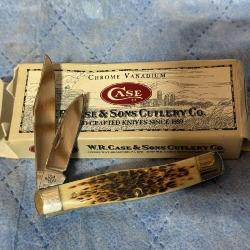 CHROME VANADIUM
CASE
W.R. CASE & SONS CUTLERY CO.
HANDCRAFTED KNIVES SINCE 1889
W.R. CASE & SONS CUTLERY CO.